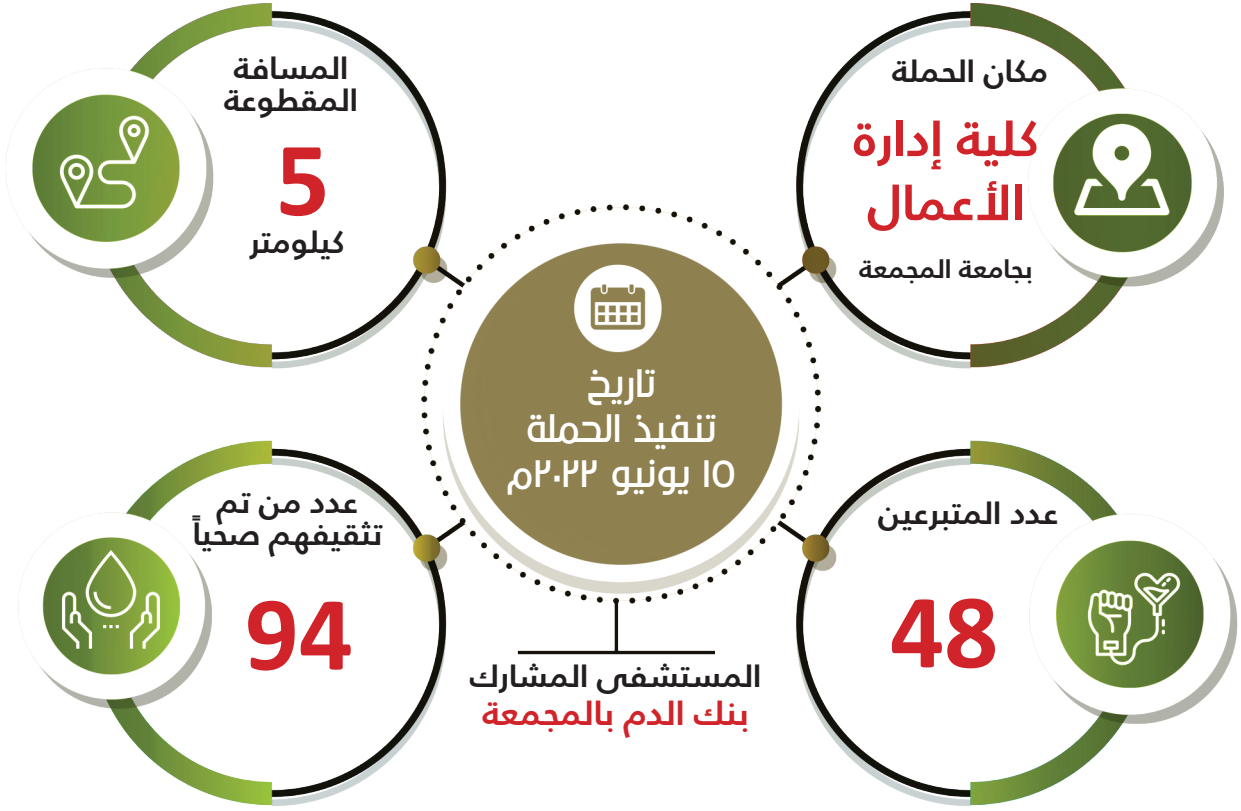 مكان الحملة
كلية إدارة
الأعمال
بجامعة المجمعة
المسافة
المقطوعة
5
كيلومتر
تاريخ
تنفيذ الحملة
١٥ يونيو ٢٠٢٢م
عدد المتبرعين
48
عدد من تم
تثقيفهم صحياً
94
المستشفى المشارك
بنك الدم بالمجمعة